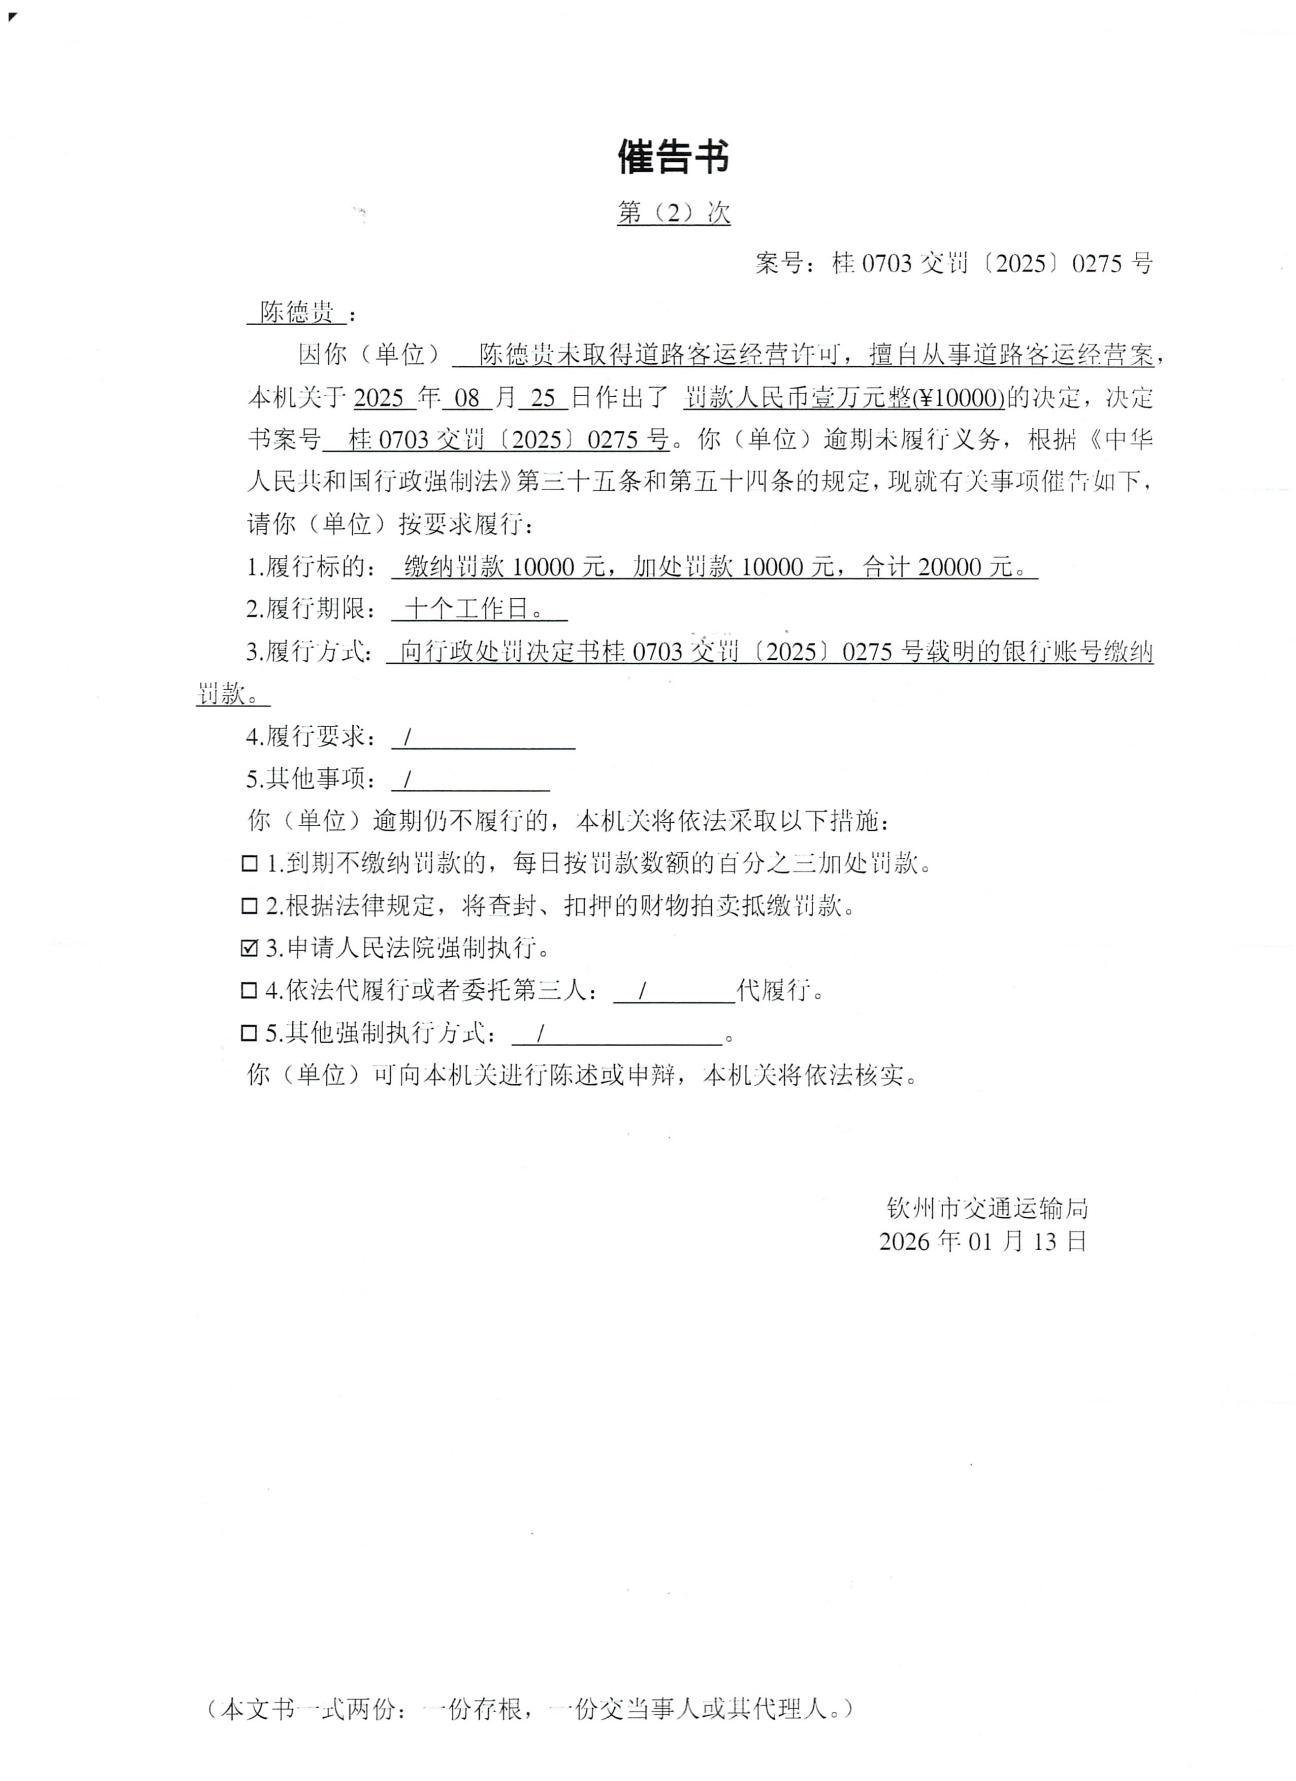 催告书
第（2）次
案号：桂 0703 交罚〔2025〕0275 号
陈德贵：
因你（单位） 陈德贵未取得道路客运经营许可，擅自从事道路客运经营案，
本机关于 2025 年 08 月 25 日作出了 罚款人民币壹万元整(¥10000)的决定，决定
书案号 桂 0703 交罚〔2025〕0275 号。你（单位）逾期未履行义务，根据《中华
人民共和国行政强制法》第三十五条和第五十四条的规定，现就有关事项催告如下，
请你（单位）按要求履行：
1.履行标的： 缴纳罚款 10000 元，加处罚款 10000 元，合计 20000 元。
2.履行期限： 十个工作日。
3.履行方式： 向行政处罚决定书桂 0703 交罚〔2025〕0275 号载明的银行账号缴纳
罚款。
4.履行要求： /
5.其他事项： /
你（单位）逾期仍不履行的，本机关将依法采取以下措施：
☐ 1.到期不缴纳罚款的，每日按罚款数额的百分之三加处罚款。
☐ 2.根据法律规定，将查封、扣押的财物拍卖抵缴罚款。
☑ 3.申请人民法院强制执行。
☐ 4.依法代履行或者委托第三人： / 代履行。
☐ 5.其他强制执行方式： / 。
你（单位）可向本机关进行陈述或申辩，本机关将依法核实。
钦州市交通运输局
2026 年 01 月 13 日
（本文书一式两份：一份存根，一份交当事人或其代理人。）